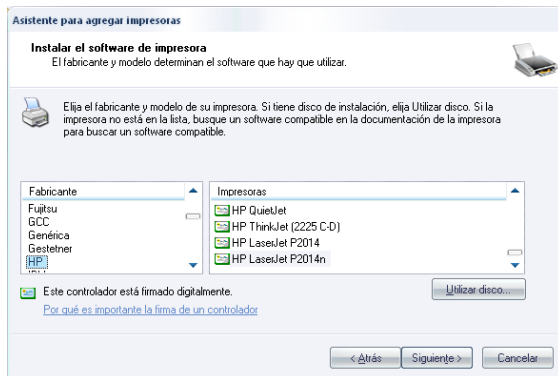 Asistente para agregar impresoras
Instalar el software de impresora
El fabricante y modelo determinan el software que hay que utilizar.
Elija el fabricante y modelo de su impresora. Si tiene disco de instalación, elija Utilizar disco. Si la
impresora no está en la lista, busque un software compatible en la documentación de la impresora
para buscar un software compatible.
Fabricante
Fujitsu
GCC
Genérica
Gestetner
HP
Impresoras
HP QuietJet
HP ThinkJet (2225 C-D)
HP LaserJet P2014
HP LaserJet P2014n
Este controlador está firmado digitalmente.
Por qué es importante la firma de un controlador
Utilizar disco...
< Atrás
Siguiente >
Cancelar